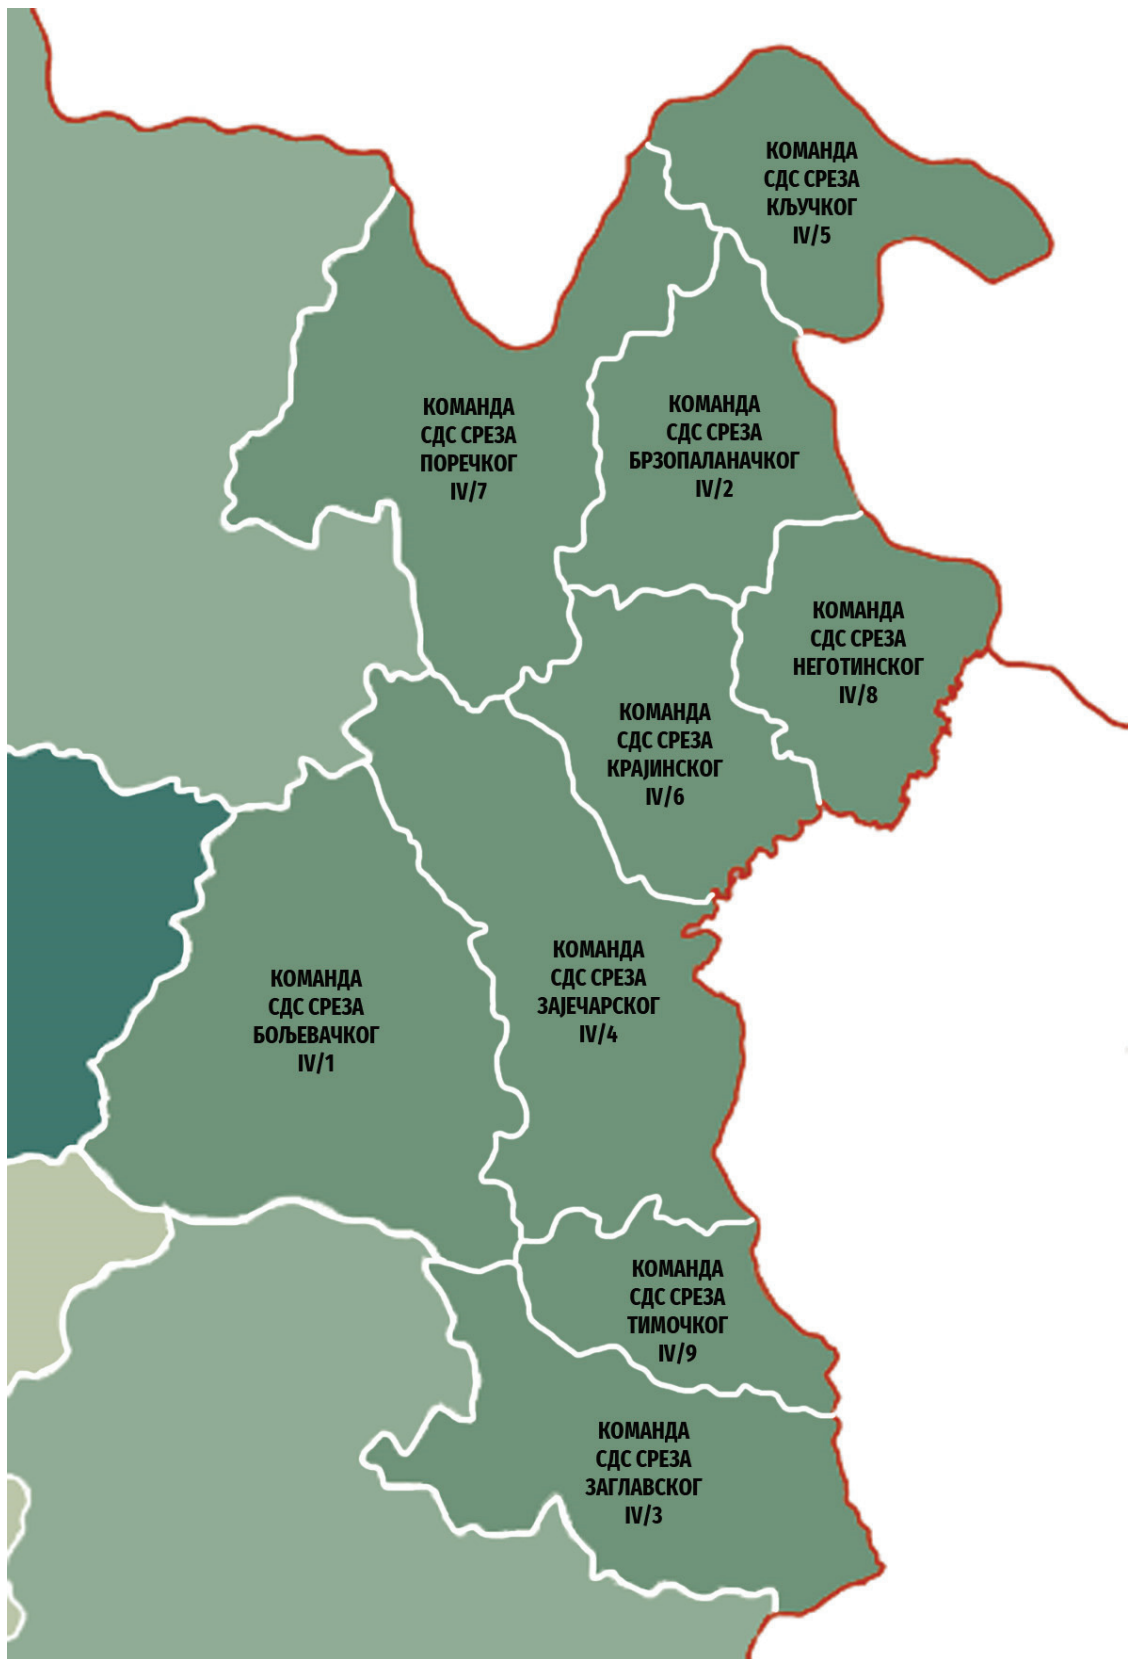 КОМАНДА
СДС СРЕЗА
КЉУЧКОГ
IV/5
КОМАНДА
СДС СРЕЗА
ПОРЕЧКОГ
IV/7
КОМАНДА
СДС СРЕЗА
БРЗОПАЛАНАЧКОГ
IV/2
КОМАНДА
СДС СРЕЗА
НЕГОТИНСКОГ
IV/8
КОМАНДА
СДС СРЕЗА
КРАЈИНСКОГ
IV/6
КОМАНДА
СДС СРЕЗА
ЗАЈЕЧАРСКОГ
IV/4
КОМАНДА
СДС СРЕЗА
БОЉЕВАЧКОГ
IV/1
КОМАНДА
СДС СРЕЗА
ТИМОЧКОГ
IV/9
КОМАНДА
СДС СРЕЗА
ЗАГЛАВСКОГ
IV/3